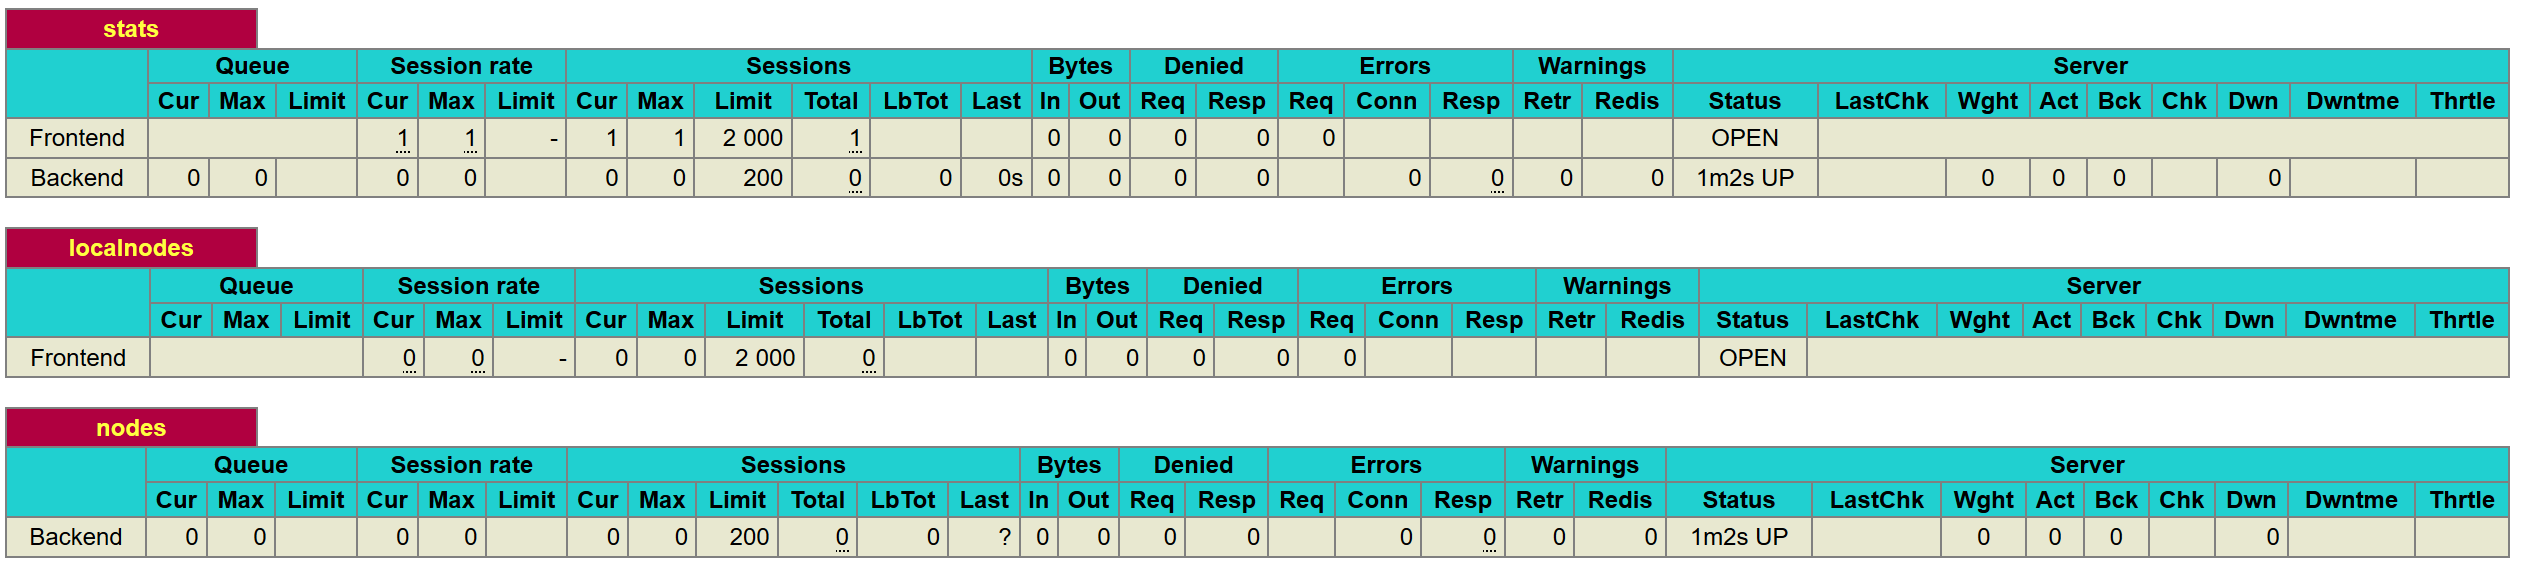 stats
Queue Session rate Sessions Bytes Denied Errors Warnings Server
Cur Max Limit Cur Max Limit Cur Max Limit Total LbTot Last In Out Req Resp Req Conn Resp Retr Redis Status LastChk Wght Act Bck Chk Dwn Dwntme Thrtle
Frontend 1 1 - 1 1 2 000 1 0 0 0 0 0 OPEN
Backend 0 0 0 0 0 0 200 0 0 0s 0 0 0 0 0 0 0 0 1m2s UP 0 0 0 0
localnodes
Queue Session rate Sessions Bytes Denied Errors Warnings Server
Cur Max Limit Cur Max Limit Cur Max Limit Total LbTot Last In Out Req Resp Req Conn Resp Retr Redis Status LastChk Wght Act Bck Chk Dwn Dwntme Thrtle
Frontend 0 0 - 0 0 2 000 0 0 0 0 0 0 OPEN
nodes
Queue Session rate Sessions Bytes Denied Errors Warnings Server
Cur Max Limit Cur Max Limit Cur Max Limit Total LbTot Last In Out Req Resp Req Conn Resp Retr Redis Status LastChk Wght Act Bck Chk Dwn Dwntme Thrtle
Backend 0 0 0 0 0 0 200 0 0 ? 0 0 0 0 0 0 0 0 1m2s UP 0 0 0 0